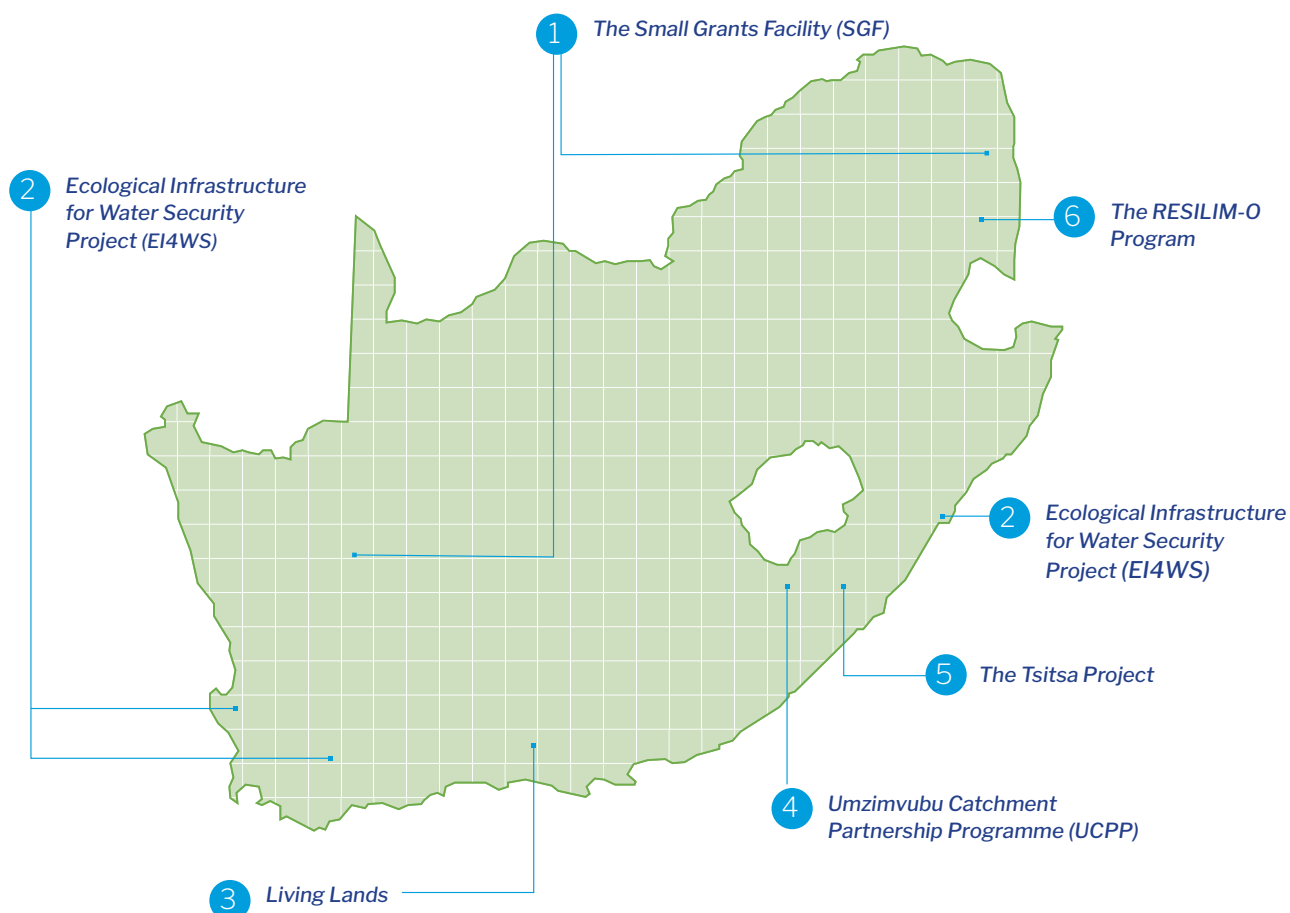 1 The Small Grants Facility (SGF)
2 Ecological Infrastructure
for Water Security
Project (EI4WS)
6 The RESILIM-O
Program
2 Ecological Infrastructure
for Water Security
Project (EI4WS)
5 The Tsitsa Project
4 Umzimvubu Catchment
Partnership Programme (UCPP)
3 Living Lands